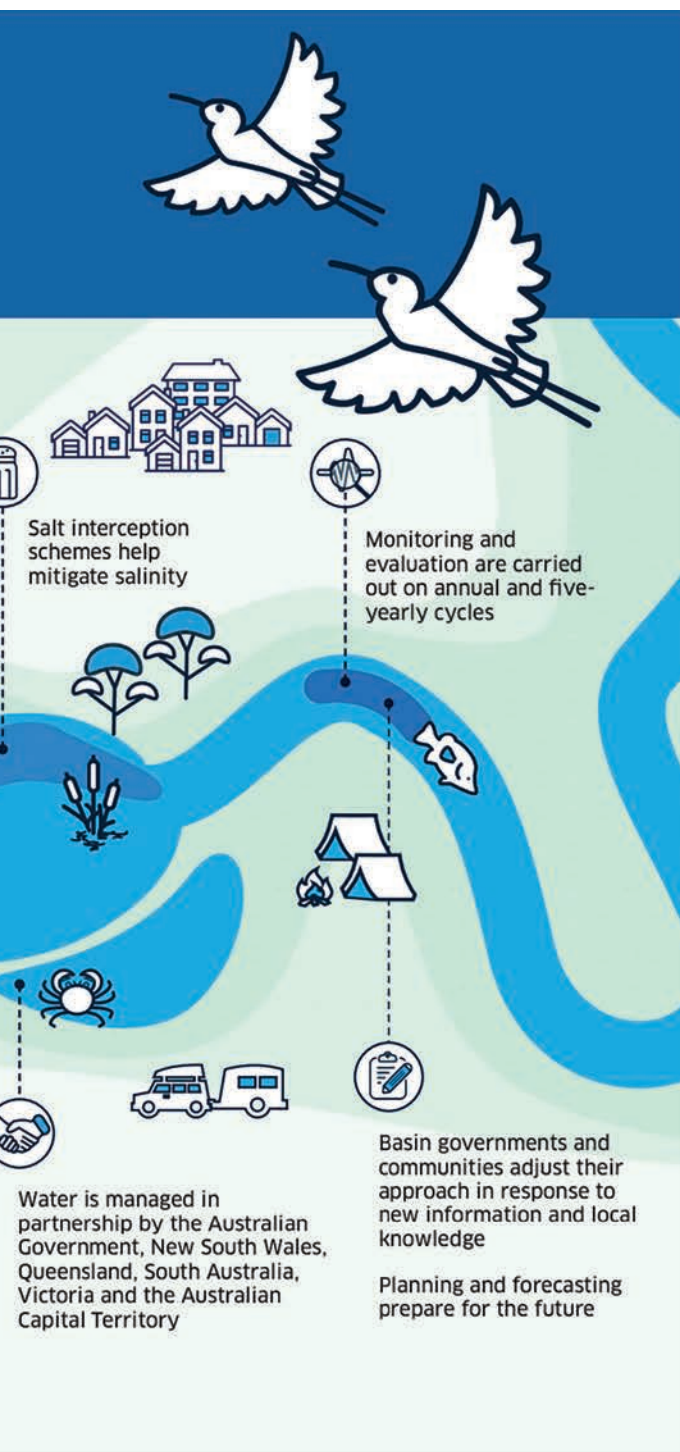 Salt interception
schemes help
mitigate salinity
Monitoring and
evaluation are carried
out on annual and five-
yearly cycles
Water is managed in
partnership by the Australian
Government, New South Wales,
Queensland, South Australia,
Victoria and the Australian
Capital Territory
Basin governments and
communities adjust their
approach in response to
new information and local
knowledge
Planning and forecasting
prepare for the future